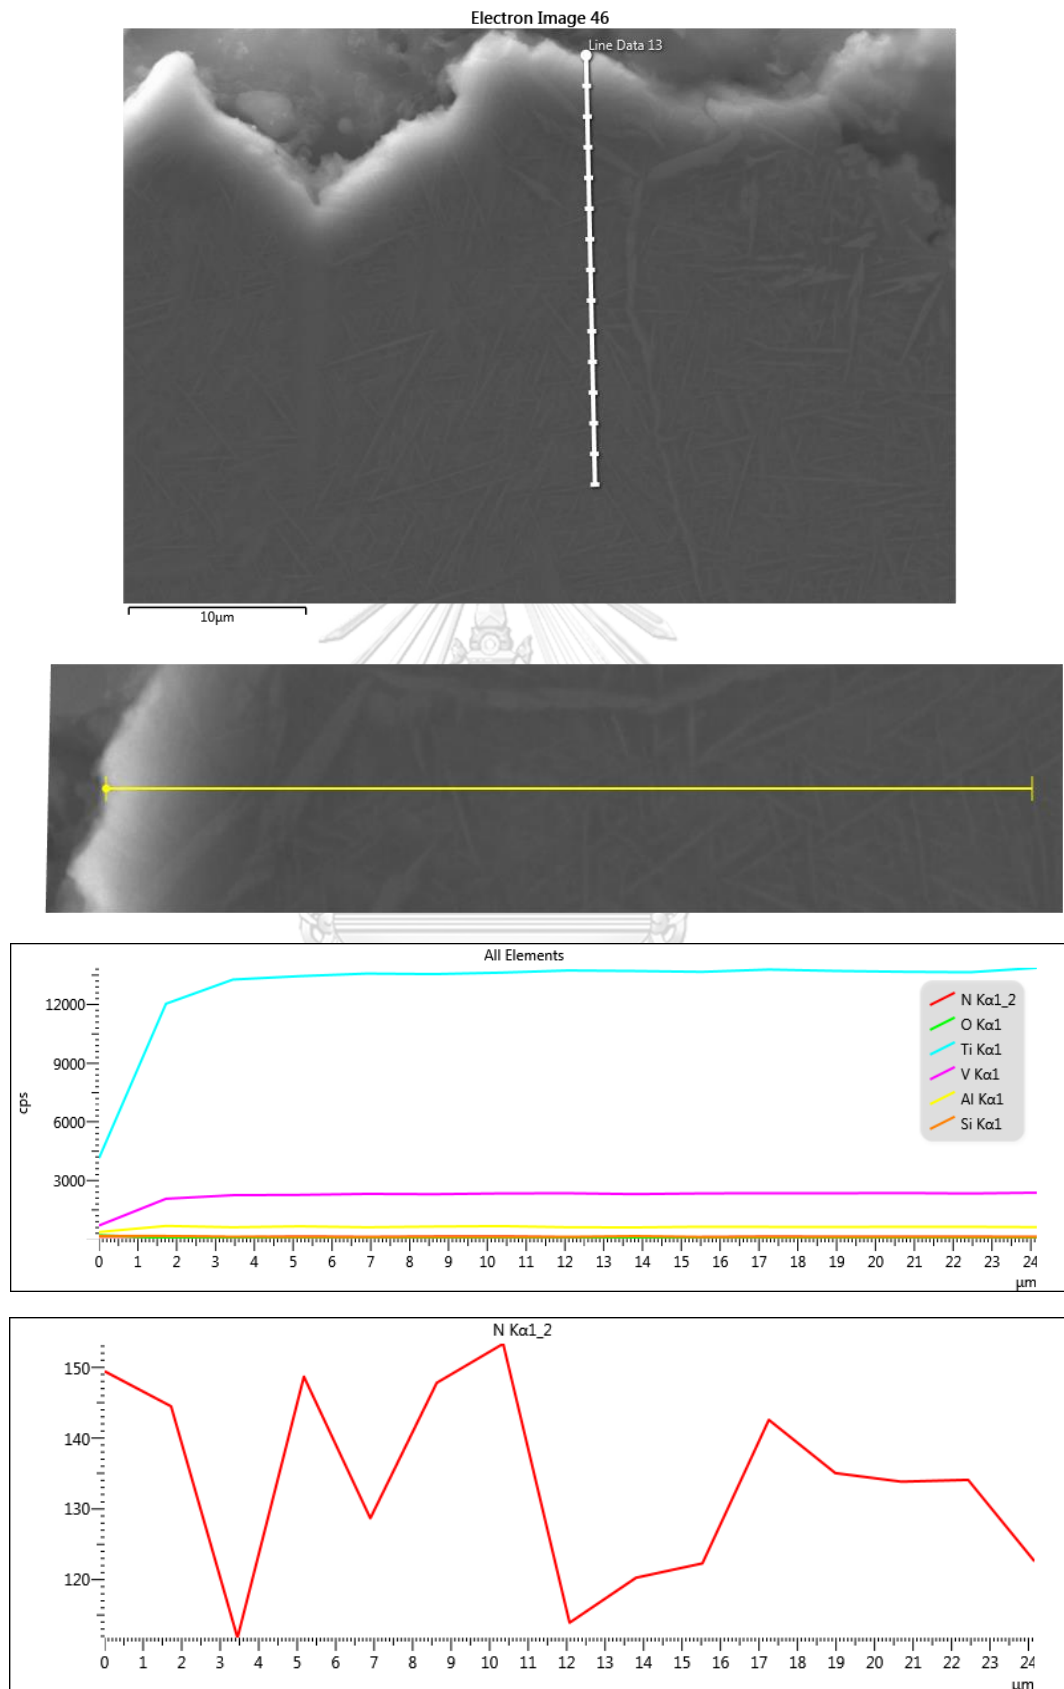 Electron Image 46
Line Data 13
10µm
All Elements
12000
9000
6000
3000
cps
N Kα1_2
O Kα1
Ti Kα1
V Kα1
Al Kα1
Si Kα1
0 1 2 3 4 5 6 7 8 9 10 11 12 13 14 15 16 17 18 19 20 21 22 23 24
µm
N Kα1_2
150
140
130
120
0 1 2 3 4 5 6 7 8 9 10 11 12 13 14 15 16 17 18 19 20 21 22 23 24
µm